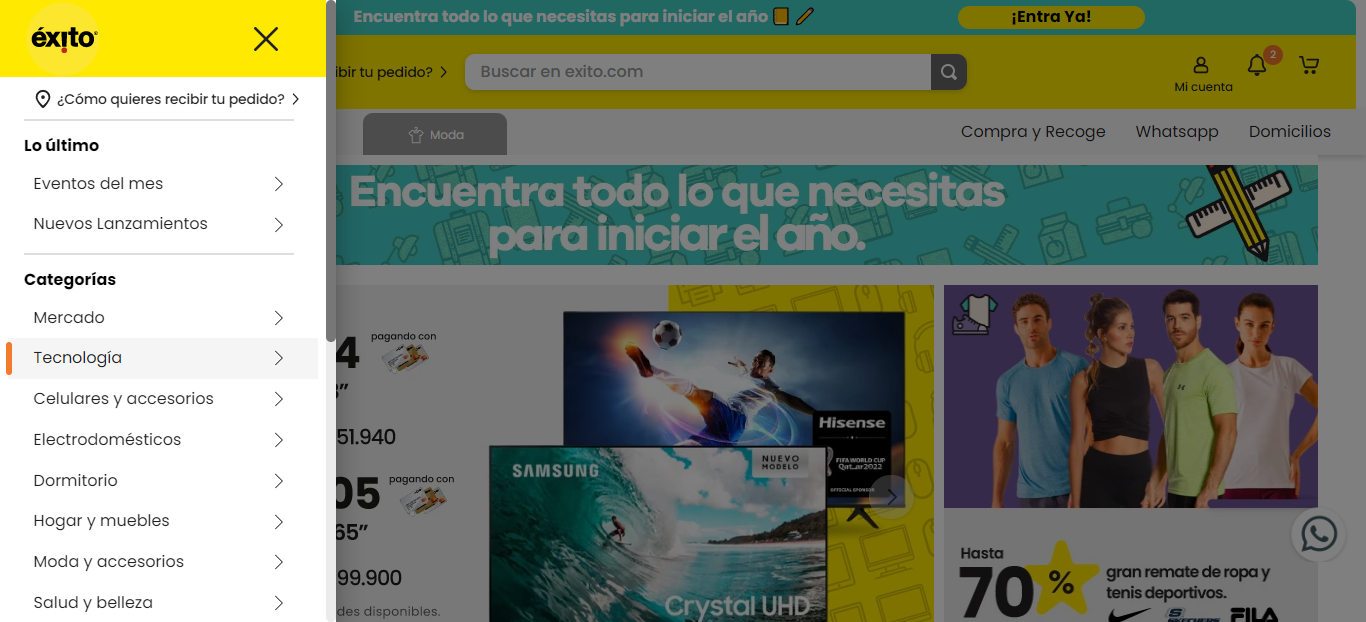 Encuentra todo lo que necesitas para iniciar el año
¡Entra Ya!
éxito
ibir tu pedido?
Buscar en exito.com
2
Mi cuenta
¿Cómo quieres recibir tu pedido?
Moda
Compra y Recoge
Whatsapp
Domicilios
Lo último
Eventos del mes
Nuevos Lanzamientos
Categorías
Mercado
Tecnología
Celulares y accesorios
Electrodomésticos
Dormitorio
Hogar y muebles
Moda y accesorios
Salud y belleza
Encuentra todo lo que necesitas
para iniciar el año.
4
pagando con
51.940
05
pagando con
65”
99.900
des disponibles.
Hisense
FIFA WORLD CUP
Qatar2022
OFFICIAL SPONSOR
SAMSUNG
NUEVO
MODELO
Crystal UHD
Hasta
70%
gran remate de ropa y
tenis deportivos.
SKECHERS
FILA